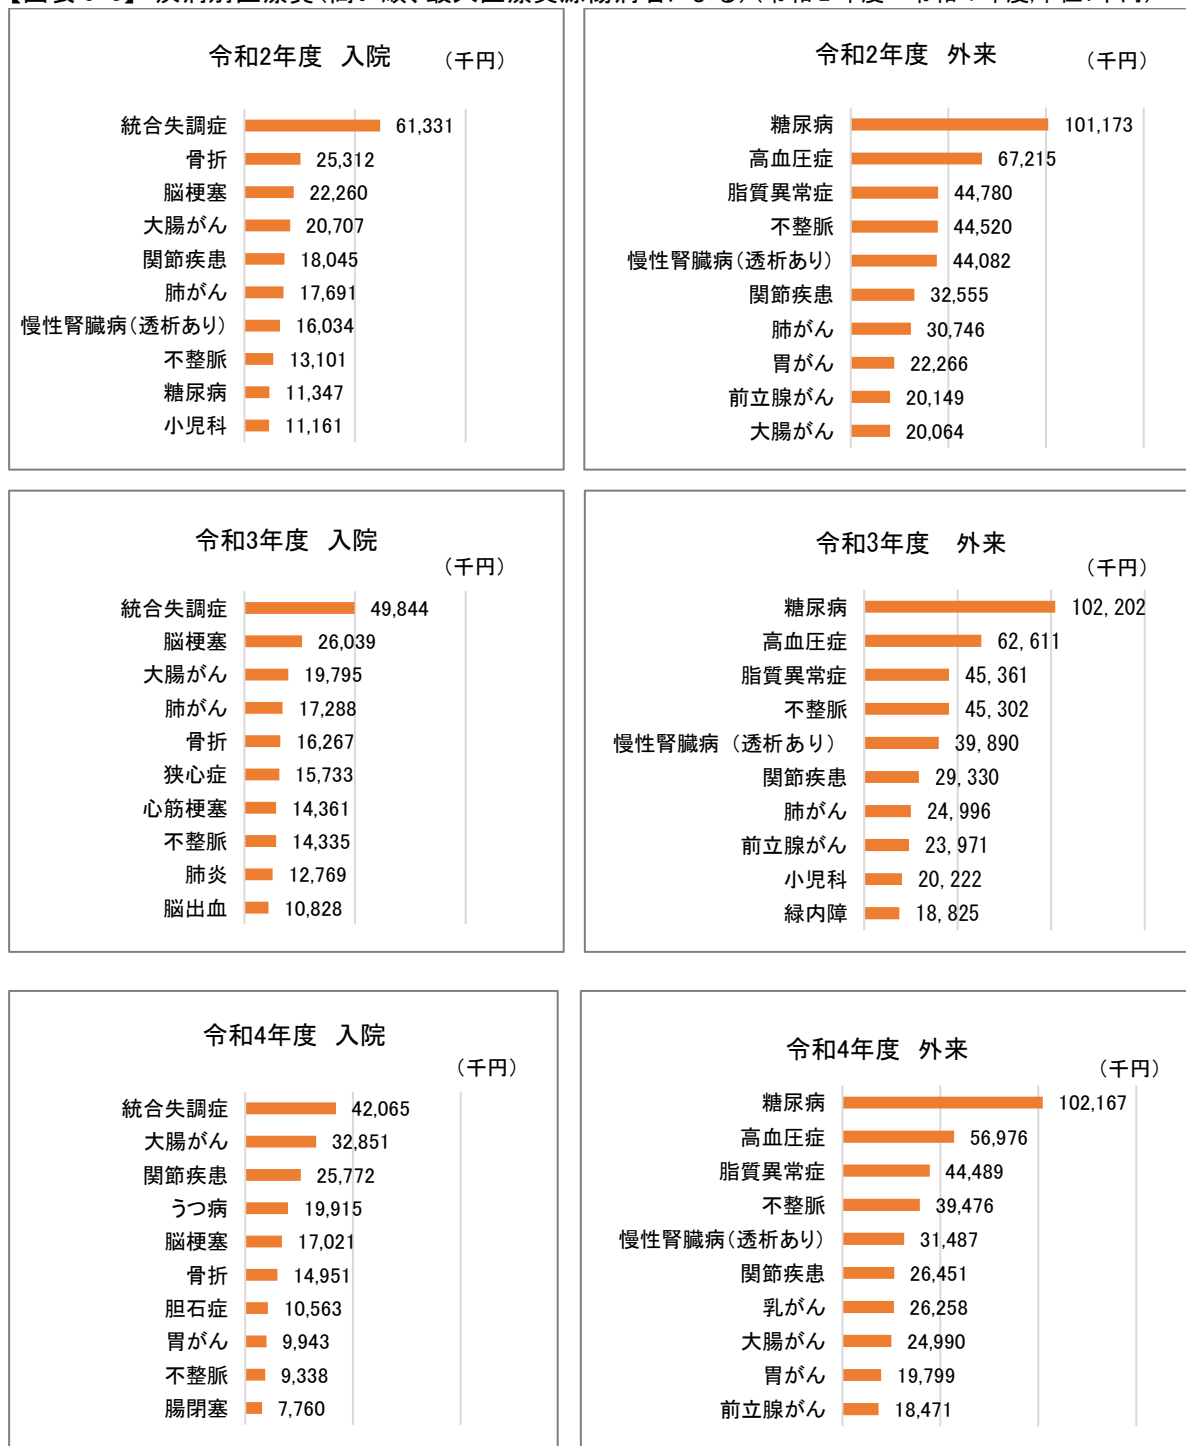 令和2年度 入院 （千円）
統合失調症 61,331
骨折 25,312
脳梗塞 22,260
大腸がん 20,707
関節疾患 18,045
肺がん 17,691
慢性腎臓病（透析あり） 16,034
不整脈 13,101
糖尿病 11,347
小児科 11,161
令和2年度 外来 （千円）
糖尿病 101,173
高血圧症 67,215
脂質異常症 44,780
不整脈 44,520
慢性腎臓病（透析あり） 44,082
関節疾患 32,555
肺がん 30,746
胃がん 22,266
前立腺がん 20,149
大腸がん 20,064
令和3年度 入院
（千円）
統合失調症 49,844
脳梗塞 26,039
大腸がん 19,795
肺がん 17,288
骨折 16,267
狭心症 15,733
心筋梗塞 14,361
不整脈 14,335
肺炎 12,769
脳出血 10,828
令和3年度 外来
（千円）
糖尿病 102,202
高血圧症 62,611
脂質異常症 45,361
不整脈 45,302
慢性腎臓病（透析あり） 39,890
関節疾患 29,330
肺がん 24,996
前立腺がん 23,971
小児科 20,222
緑内障 18,825
令和4年度 入院
（千円）
統合失調症 42,065
大腸がん 32,851
関節疾患 25,772
うつ病 19,915
脳梗塞 17,021
骨折 14,951
胆石症 10,563
胃がん 9,943
不整脈 9,338
腸閉塞 7,760
令和4年度 外来
（千円）
糖尿病 102,167
高血圧症 56,976
脂質異常症 44,489
不整脈 39,476
慢性腎臓病（透析あり） 31,487
関節疾患 26,451
乳がん 26,258
大腸がん 24,990
胃がん 19,799
前立腺がん 18,471